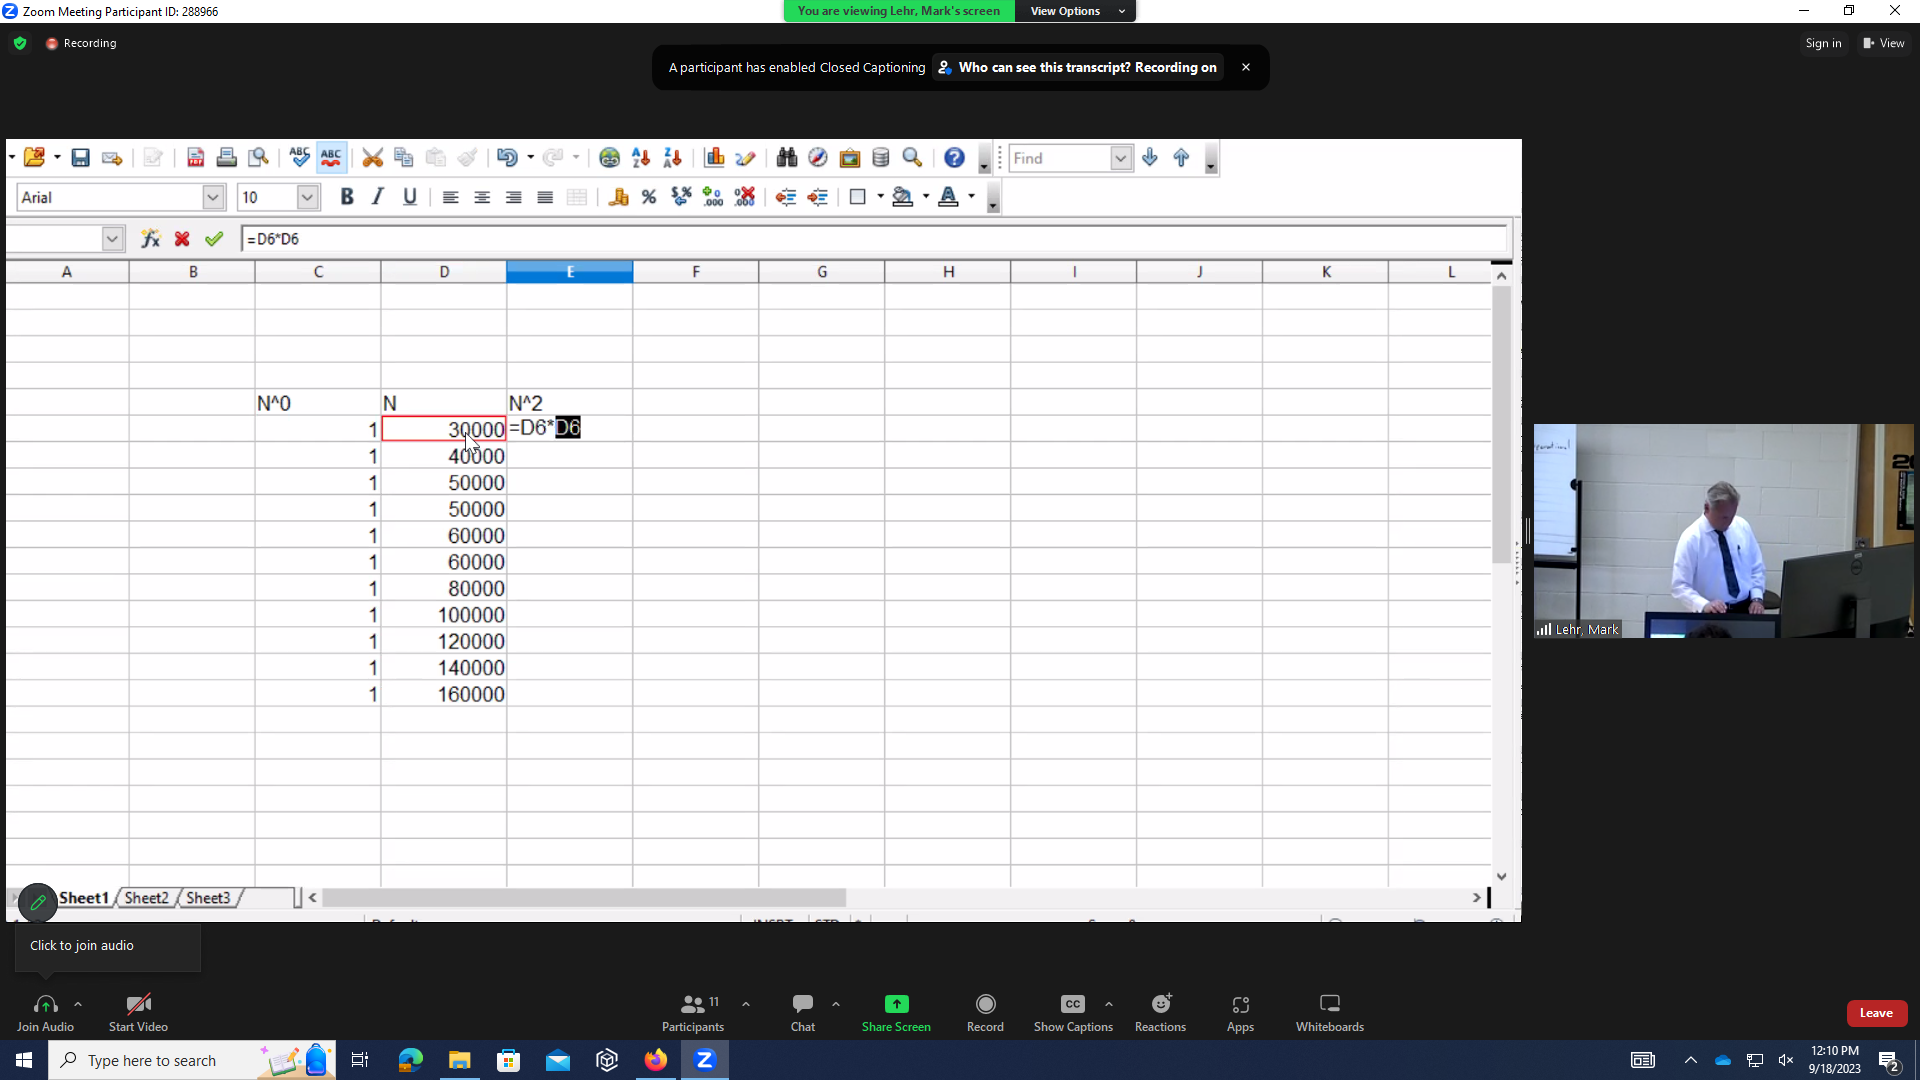 Zoom Meeting Participant ID: 288966
You are viewing Lehr, Mark's screen
View Options
Recording
Sign in
View
A participant has enabled Closed Captioning
Who can see this transcript? Recording on
ABC
ABC
Find
Arial
10
B I U
=D6*D6
A B C D E F G H I J K L
N^0 N N^2
1 30000 =D6*D6
1 40000
1 50000
1 50000
1 60000
1 60000
1 80000
1 100000
1 120000
1 140000
1 160000
Lehr, Mark
Sheet1 Sheet2 Sheet3
Click to join audio
Join Audio
Start Video
Participants 11
Chat
Share Screen
Record
CC
Show Captions
Reactions
Apps
Whiteboards
Leave
Type here to search
12:10 PM
9/18/2023
2